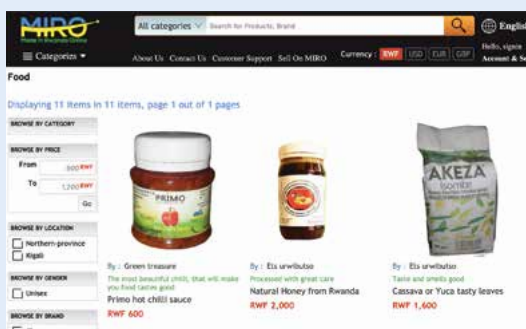 MIRO
All categories
Search for Products, Brand
English
Categories
About Us Contact Us Customer Support Sell On MIRO
Currency : RWF USD EUR GBP
Hello, signin
Account & Se
Food
Displaying 11 items in 11 items, page 1 out of 1 pages
BROWSE BY CATEGORY
BROWSE BY PRICE
From 600 RWF
To 1,200 RWF
Go
BROWSE BY LOCATION
Northern-province
Kigali
BROWSE BY GENDER
Unisex
BROWSE BY BRAND
PRIMO
AKEZA
Isombe
By : Green treasure
The most beautiful chilli, that will make you food tastes good
Primo hot chilli sauce
RWF 600
By : Ets urwibutso
Processed with great care
Natural Honey from Rwanda
RWF 2,000
By : Ets urwibutso
Taste and smells good
Cassava or Yuca tasty leaves
RWF 1,600